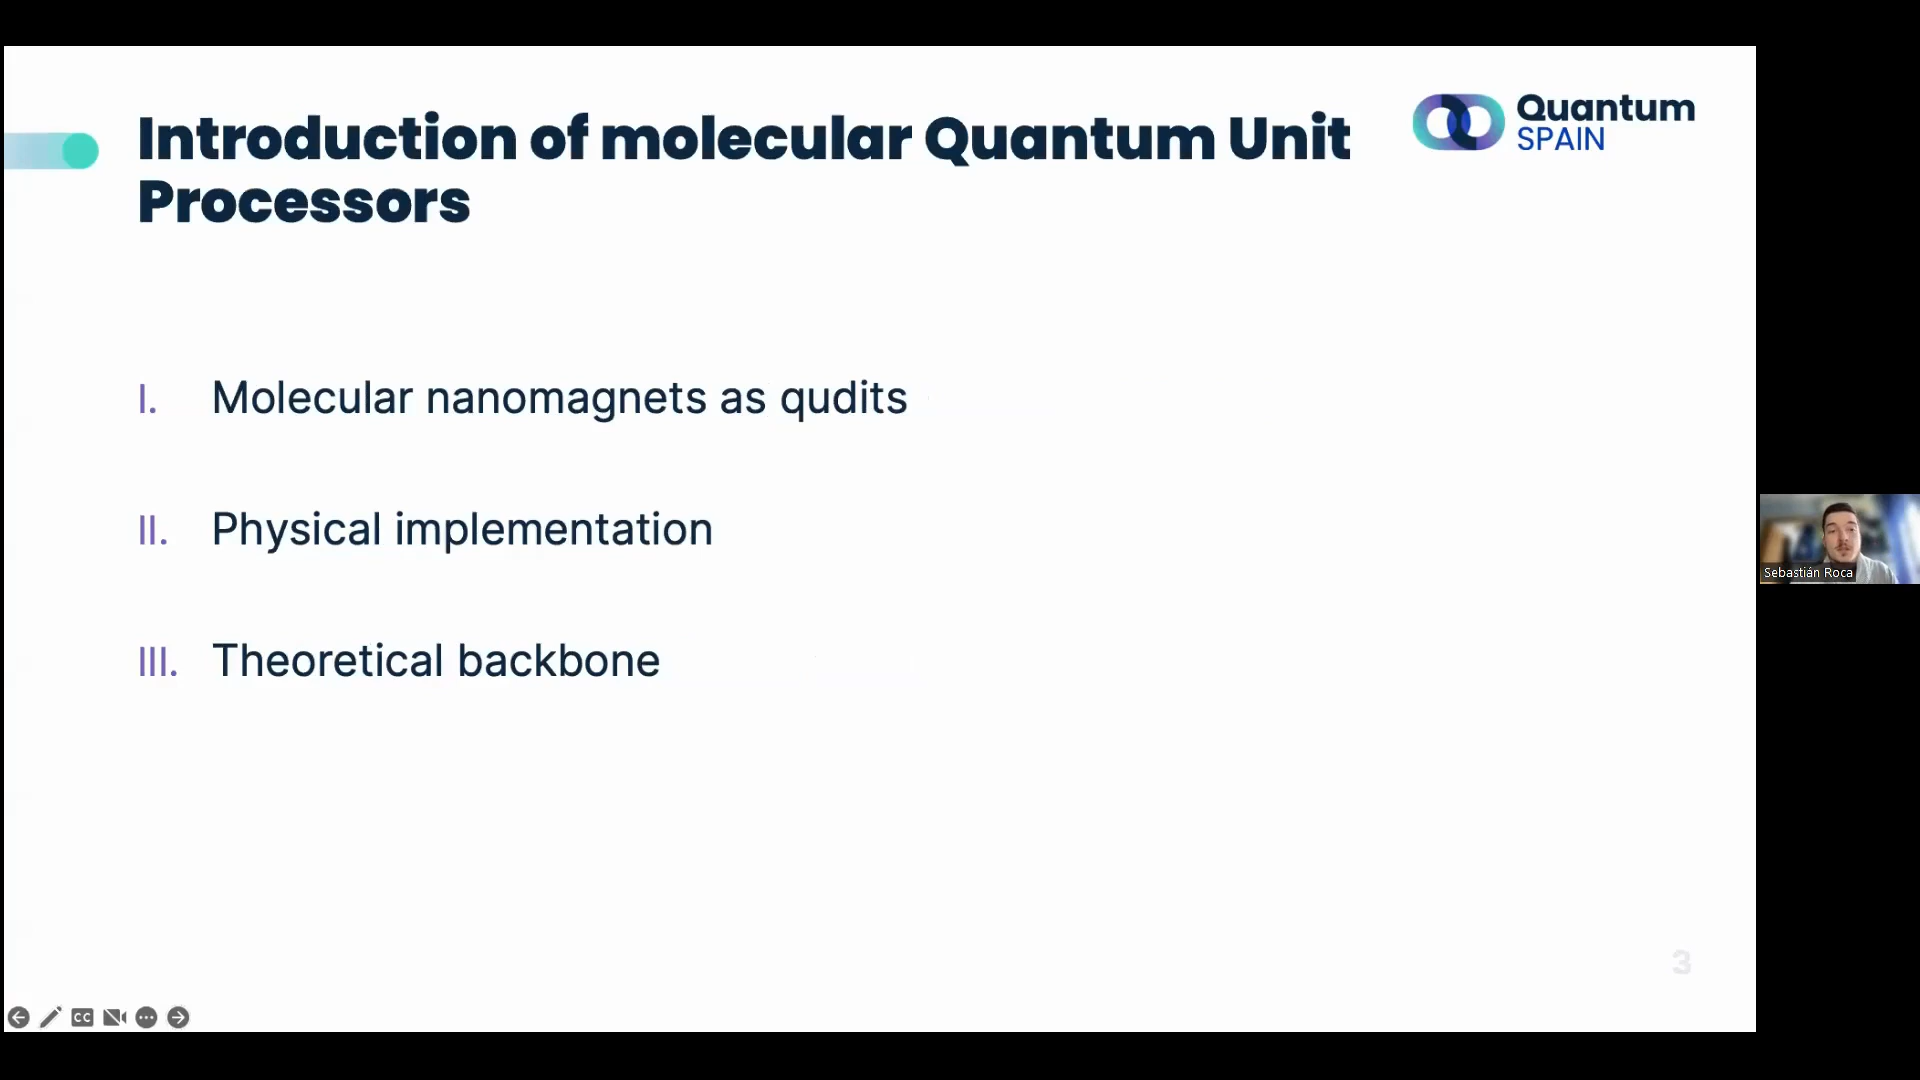 Introduction of molecular Quantum Unit
Processors
Quantum
SPAIN
I. Molecular nanomagnets as qudits
II. Physical implementation
III. Theoretical backbone
Sebastián Roca
3
CC